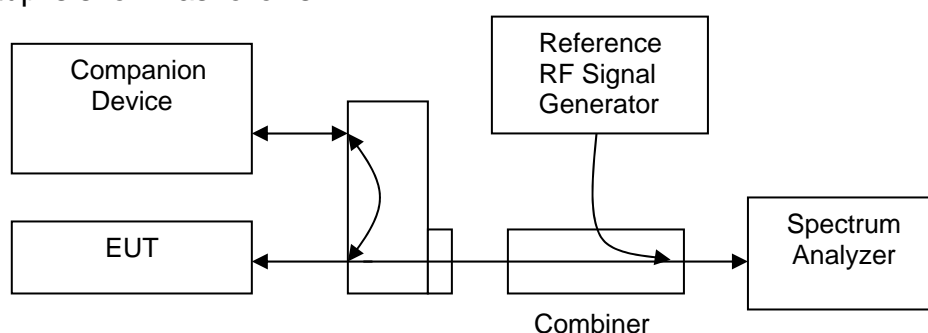 Companion
Device
Reference
RF Signal
Generator
EUT
Spectrum
Analyzer
Combiner